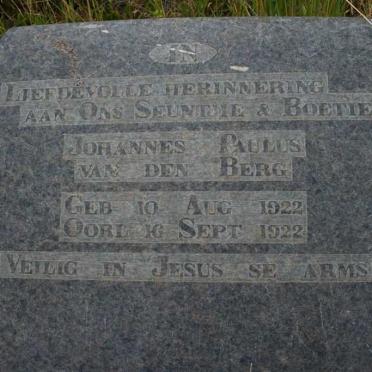 IN
LIEFDEVOLLE HERINNERING
AAN ONS SEUNTJIE & BOETIE
JOHANNES PAULUS
VAN DEN BERG
GEB 10 AUG 1922
OORL 16 SEPT 1922
VEILIG IN JESUS SE ARMS